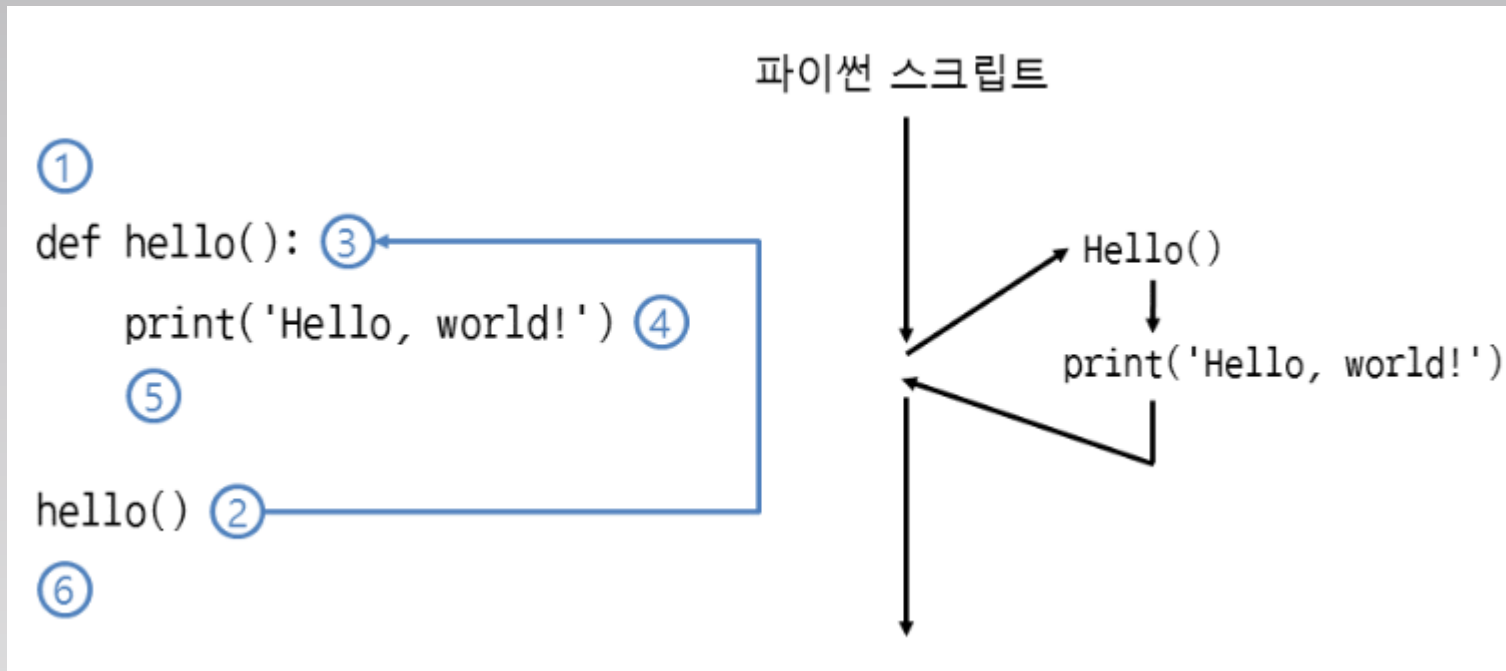 파이썬 스크립트
①
def hello(): ③
print('Hello, world!') ④
⑤
hello() ②
⑥
Hello()
print('Hello, world!')